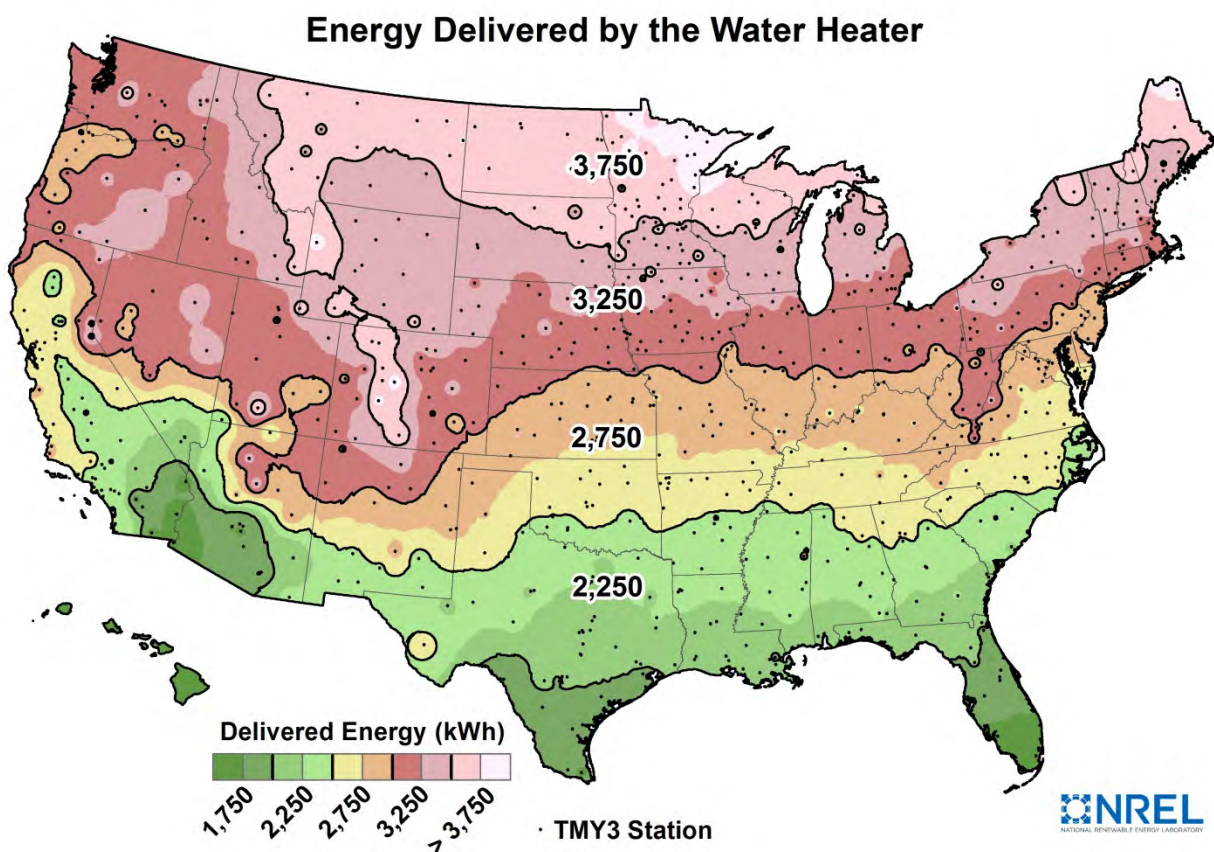 Energy Delivered by the Water Heater
3,750
3,250
2,750
2,250
Delivered Energy (kWh)
1,750
2,250
2,750
3,250
3,750
7
· TMY3 Station
NREL
NATIONAL RENEWABLE ENERGY LABORATORY